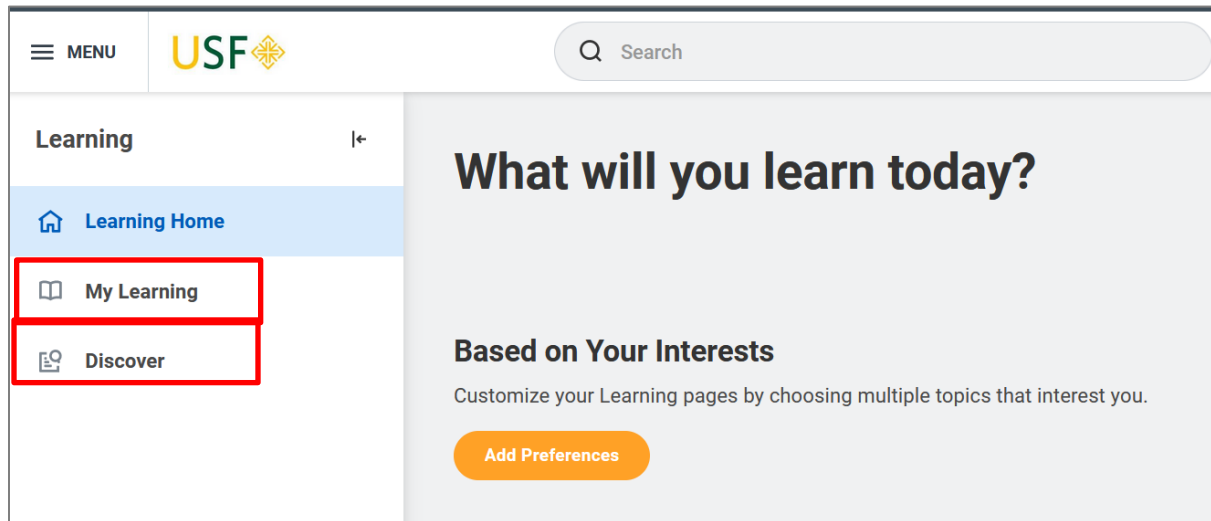 MENU
USF
Search
Learning
Learning Home
My Learning
Discover
What will you learn today?
Based on Your Interests
Customize your Learning pages by choosing multiple topics that interest you.
Add Preferences